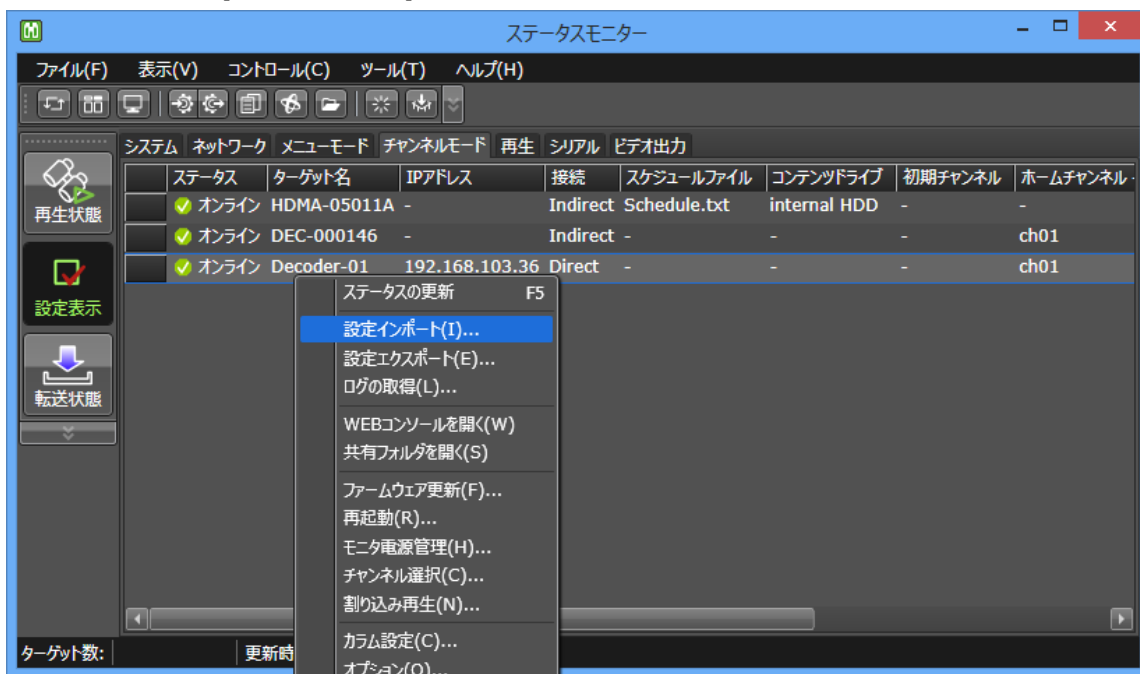 ステータスモニター
ファイル(F) 表示(V) コントロール(C) ツール(T) ヘルプ(H)
システム ネットワーク メニューモード チャンネルモード 再生 シリアル ビデオ出力
ステータス ターゲット名 IPアドレス 接続 スケジュールファイル コンテンツドライブ 初期チャンネル ホームチャンネル
オンライン HDMA-05011A - Indirect Schedule.txt internal HDD - -
オンライン DEC-000146 - Indirect - - - ch01
オンライン Decoder-01 192.168.103.36 Direct - - - ch01
再生状態
設定表示
転送状態
ステータスの更新 F5
設定インポート(I)...
設定エクスポート(E)...
ログの取得(L)...
WEBコンソールを開く(W)
共有フォルダを開く(S)
ファームウェア更新(F)...
再起動(R)...
モニタ電源管理(H)...
チャンネル選択(C)...
割り込み再生(N)...
カラム設定(C)...
オプション(O)...
ターゲット数: 更新時